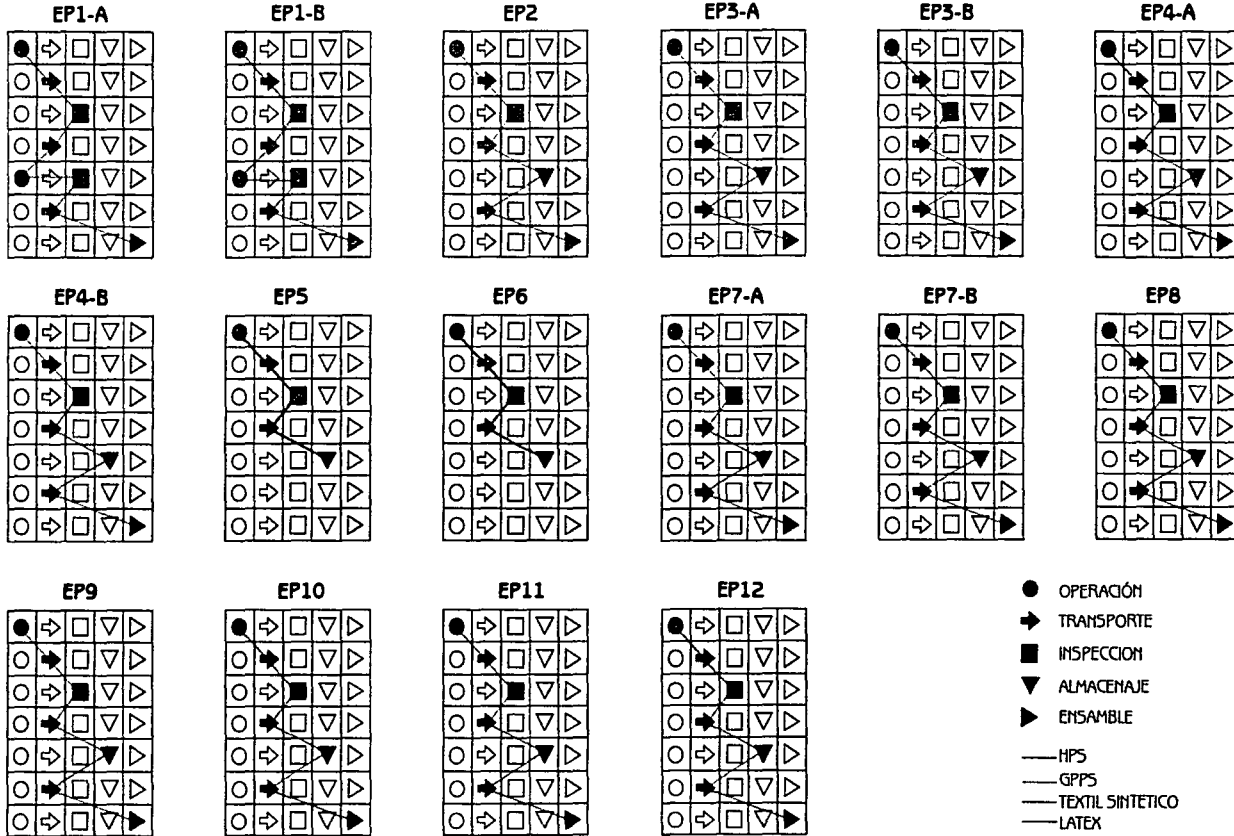 EP1-A
EP1-B
EP2
EP3-A
EP3-B
EP4-A
EP4-B
EP5
EP6
EP7-A
EP7-B
EP8
EP9
EP10
EP11
EP12
OPERACIÓN
TRANSPORTE
INSPECCION
ALMACENAJE
ENSAMBLE
HPS
GPPS
TEXTIL SINTETICO
LATEX